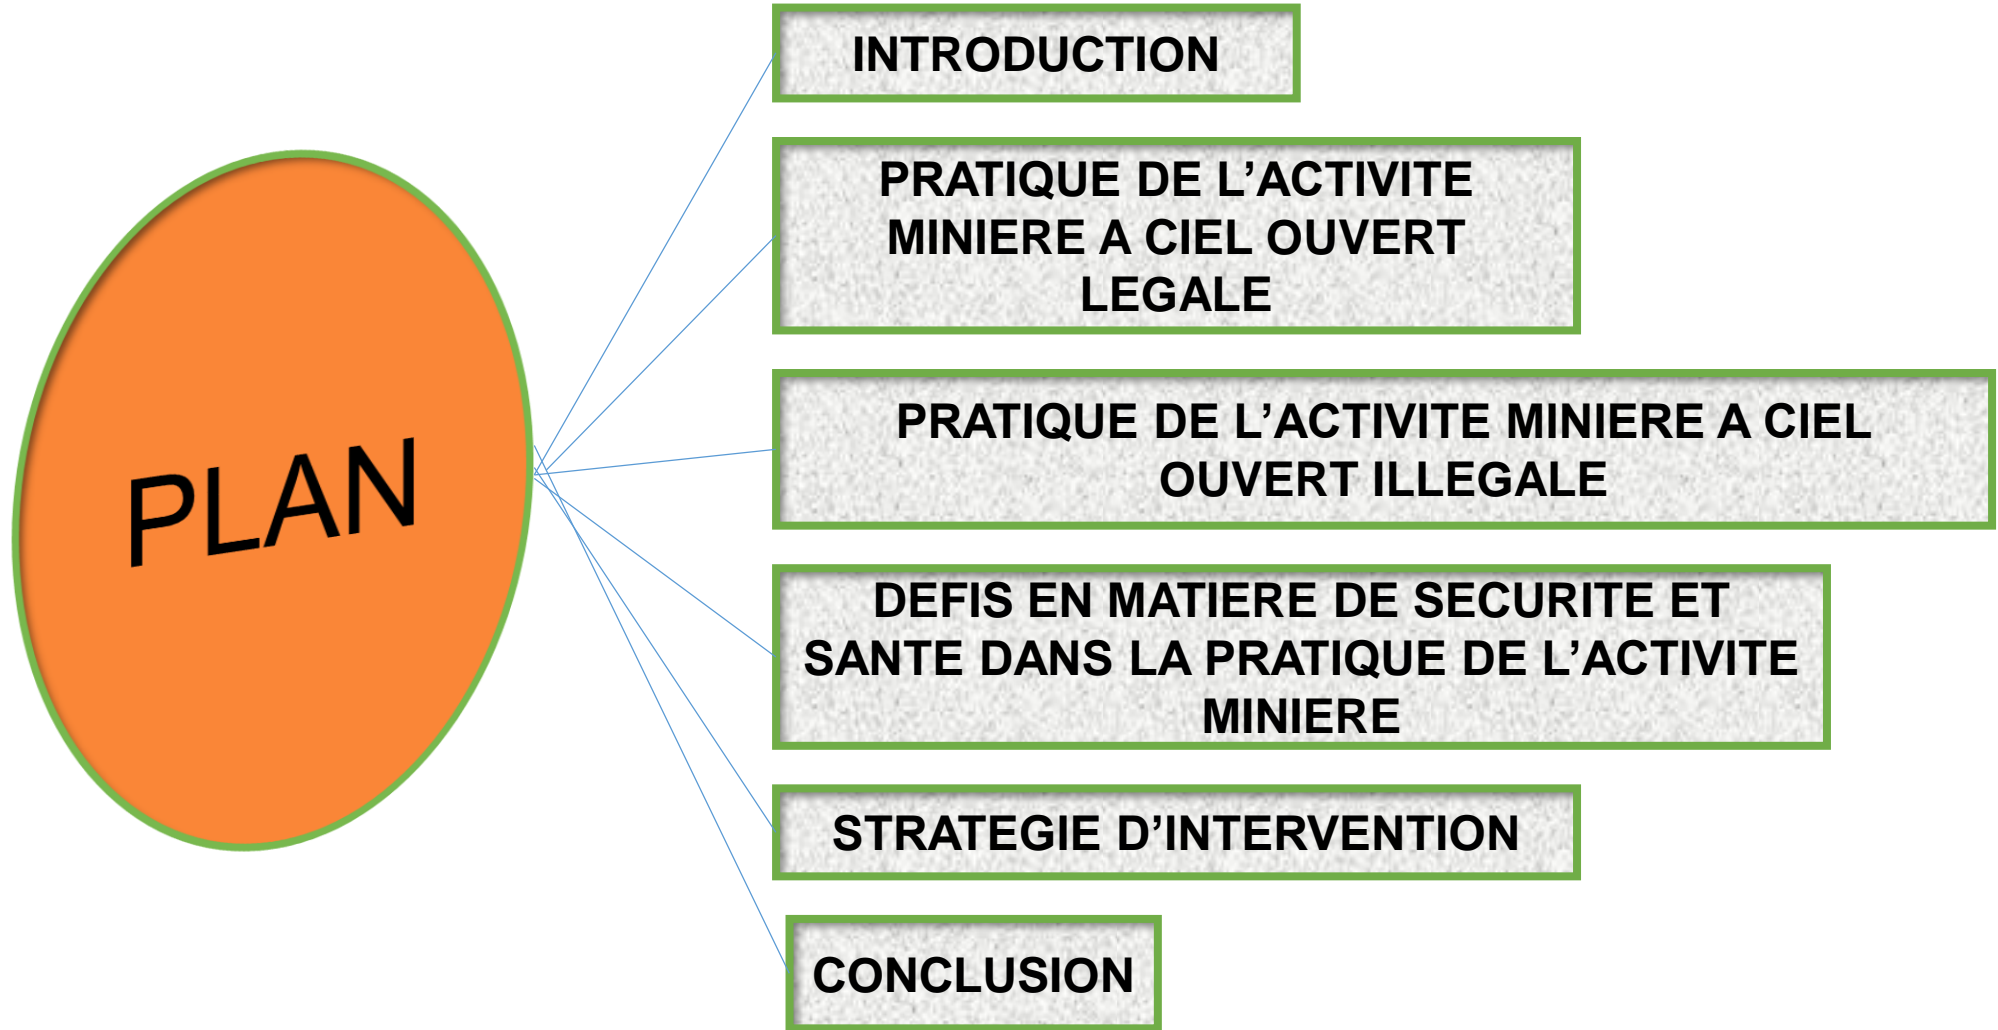 PLAN
INTRODUCTION
PRATIQUE DE L’ACTIVITE
MINIERE A CIEL OUVERT
LEGALE
PRATIQUE DE L’ACTIVITE MINIERE A CIEL
OUVERT ILLEGALE
DEFIS EN MATIERE DE SECURITE ET
SANTE DANS LA PRATIQUE DE L’ACTIVITE
MINIERE
STRATEGIE D’INTERVENTION
CONCLUSION